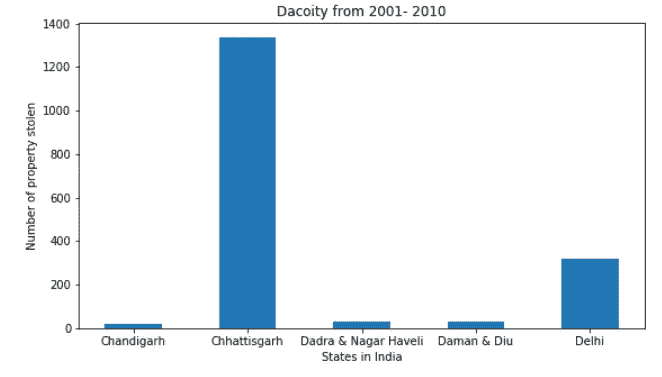 Dacoity from 2001- 2010
Number of property stolen
1400
1200
1000
800
600
400
200
0
Chandigarh Chhattisgarh Dadra & Nagar Haveli Daman & Diu Delhi
States in India